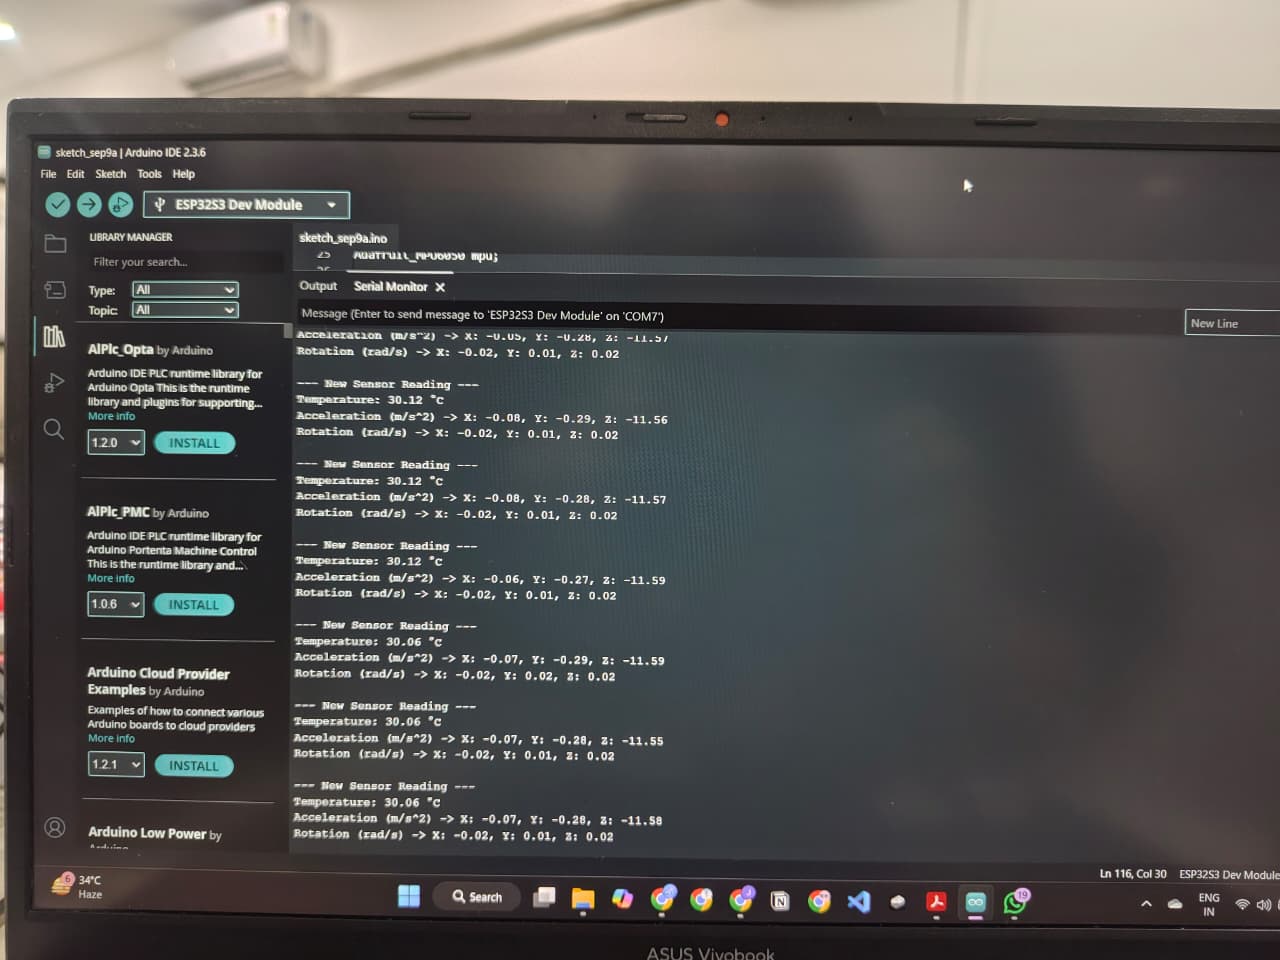 sketch_sep9a | Arduino IDE 2.3.6
File Edit Sketch Tools Help
ESP32S3 Dev Module
LIBRARY MANAGER
Filter your search...
Type: All
Topic: All
AlPlc_Opta by Arduino
Arduino IDE PLC runtime library for
Arduino Opta This is the runtime
library and plugins for supporting...
More info
1.2.0 INSTALL
AlPlc_PMC by Arduino
Arduino IDE PLC runtime library for
Arduino Portenta Machine Control
This is the runtime library and...
More info
1.0.6 INSTALL
Arduino Cloud Provider
Examples by Arduino
Examples of how to connect various
Arduino boards to cloud providers
More info
1.2.1 INSTALL
Arduino Low Power by
Arduino
sketch_sep9a.ino
25 Adafruit_MPU6050 mpu;
26
Output Serial Monitor
Message (Enter to send message to 'ESP32S3 Dev Module' on 'COM7')
New Line
Acceleration (m/s^2) -> X: -0.05, Y: -0.28, Z: -11.57
Rotation (rad/s) -> X: -0.02, Y: 0.01, Z: 0.02
--- New Sensor Reading ---
Temperature: 30.12 °C
Acceleration (m/s^2) -> X: -0.08, Y: -0.29, Z: -11.56
Rotation (rad/s) -> X: -0.02, Y: 0.01, Z: 0.02
--- New Sensor Reading ---
Temperature: 30.12 °C
Acceleration (m/s^2) -> X: -0.08, Y: -0.28, Z: -11.57
Rotation (rad/s) -> X: -0.02, Y: 0.01, Z: 0.02
--- New Sensor Reading ---
Temperature: 30.12 °C
Acceleration (m/s^2) -> X: -0.06, Y: -0.27, Z: -11.59
Rotation (rad/s) -> X: -0.02, Y: 0.01, Z: 0.02
--- New Sensor Reading ---
Temperature: 30.06 °C
Acceleration (m/s^2) -> X: -0.07, Y: -0.29, Z: -11.59
Rotation (rad/s) -> X: -0.02, Y: 0.02, Z: 0.02
--- New Sensor Reading ---
Temperature: 30.06 °C
Acceleration (m/s^2) -> X: -0.07, Y: -0.28, Z: -11.55
Rotation (rad/s) -> X: -0.02, Y: 0.01, Z: 0.02
--- New Sensor Reading ---
Temperature: 30.06 °C
Acceleration (m/s^2) -> X: -0.07, Y: -0.28, Z: -11.58
Rotation (rad/s) -> X: -0.02, Y: 0.01, Z: 0.02
Ln 116, Col 30 ESP32S3 Dev Module
6
34°C
Haze
Search
19
ENG
IN
ASUS Vivobook